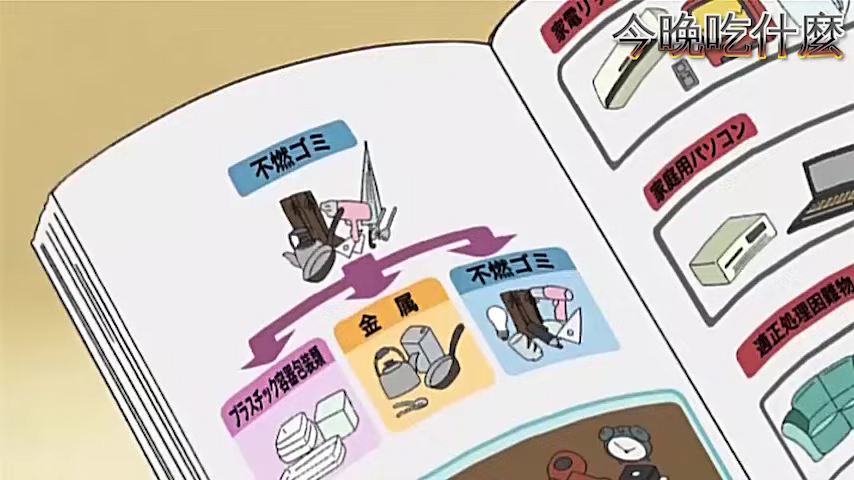 今晚吃什麼
不燃ゴミ
プラスチック容器包装類
金属
不燃ゴミ
家電リ
家庭用パソコン
適正処理困難物